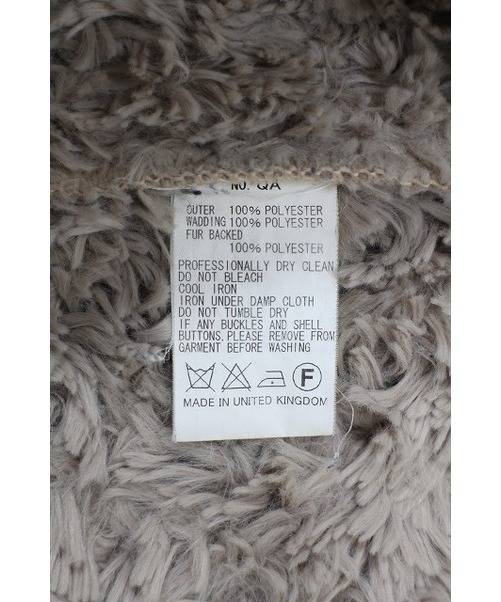 NO. QA
OUTER 100% POLYESTER
WADDING 100% POLYESTER
FUR BACKED
100% POLYESTER
PROFESSIONALLY DRY CLEAN
DO NOT BLEACH
COOL IRON
IRON UNDER DAMP CLOTH
DO NOT TUMBLE DRY
IF ANY BUCKLES AND SHELL
BUTTONS, PLEASE REMOVE FROM
GARMENT BEFORE WASHING
F
MADE IN UNITED KINGDOM